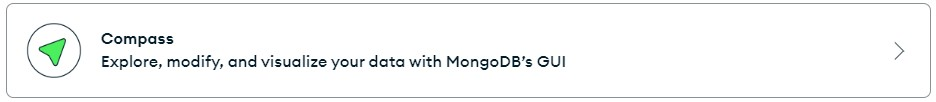 Compass
Explore, modify, and visualize your data with MongoDB’s GUI